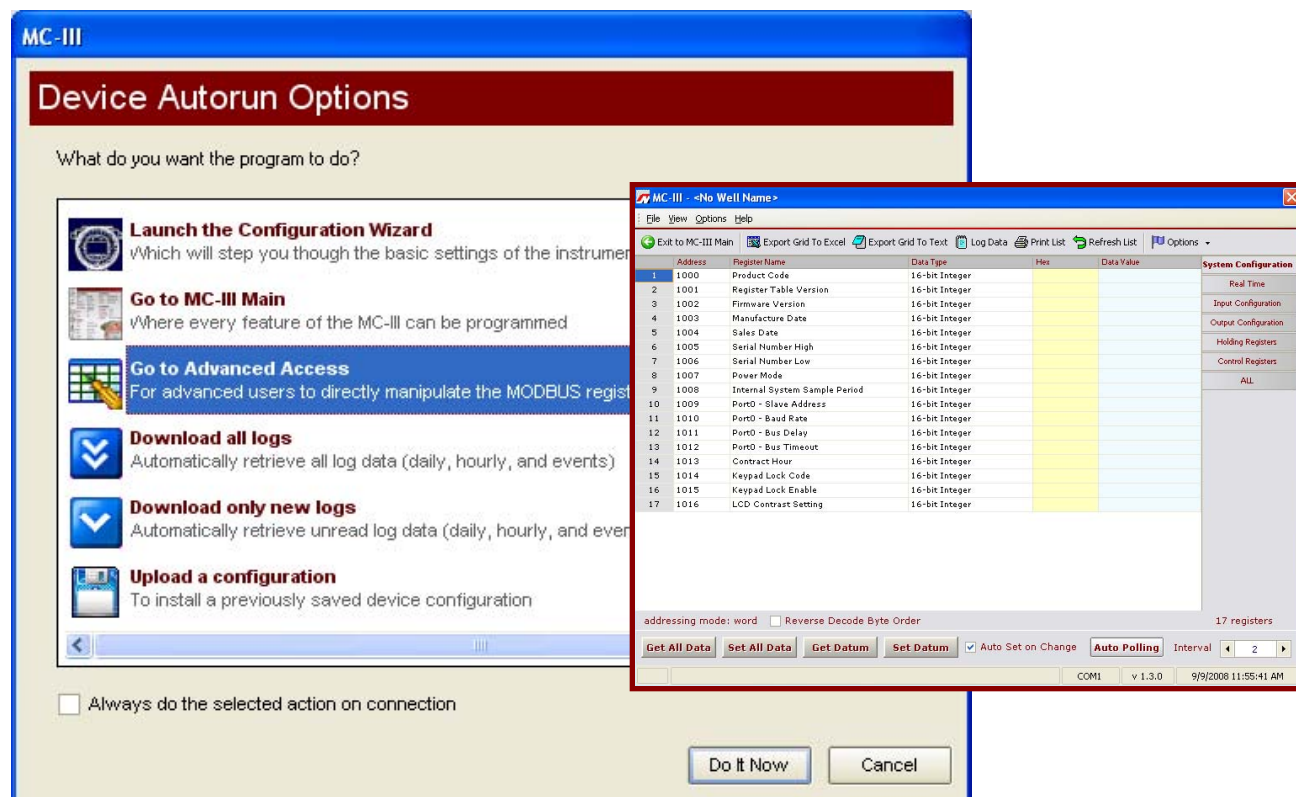 MC-III
Device Autorun Options
What do you want the program to do?
Launch the Configuration Wizard
Which will step you though the basic settings of the instrumen
Go to MC-III Main
Where every feature of the MC-III can be programmed
Go to Advanced Access
For advanced users to directly manipulate the MODBUS regist
Download all logs
Automatically retrieve all log data (daily, hourly, and events)
Download only new logs
Automatically retrieve unread log data (daily, hourly, and even
Upload a configuration
To install a previously saved device configuration
Always do the selected action on connection
Do It Now Cancel
MC-III - <No Well Name>
File View Options Help
Exit to MC-III Main Export Grid To Excel Export Grid To Text Log Data Print List Refresh List Options
Address Register Name Data Type Hex Data Value
1 1000 Product Code 16-bit Integer
2 1001 Register Table Version 16-bit Integer
3 1002 Firmware Version 16-bit Integer
4 1003 Manufacture Date 16-bit Integer
5 1004 Sales Date 16-bit Integer
6 1005 Serial Number High 16-bit Integer
7 1006 Serial Number Low 16-bit Integer
8 1007 Power Mode 16-bit Integer
9 1008 Internal System Sample Period 16-bit Integer
10 1009 Port0 - Slave Address 16-bit Integer
11 1010 Port0 - Baud Rate 16-bit Integer
12 1011 Port0 - Bus Delay 16-bit Integer
13 1012 Port0 - Bus Timeout 16-bit Integer
14 1013 Contract Hour 16-bit Integer
15 1014 Keypad Lock Code 16-bit Integer
16 1015 Keypad Lock Enable 16-bit Integer
17 1016 LCD Contrast Setting 16-bit Integer
System Configuration
Real Time
Input Configuration
Output Configuration
Holding Registers
Control Registers
ALL
addressing mode: word Reverse Decode Byte Order 17 registers
Get All Data Set All Data Get Datum Set Datum Auto Set on Change Auto Polling Interval 2
COM1 v 1.3.0 9/9/2008 11:55:41 AM